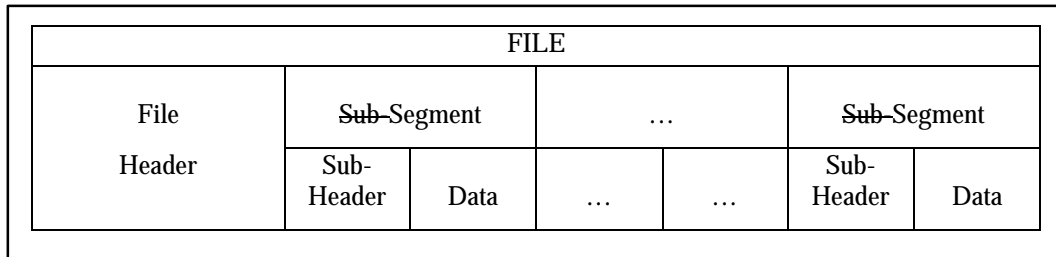 FILE
File
Header
Sub-Segment
…
Sub-Segment
Sub-
Header
Data
…
…
Sub-
Header
Data